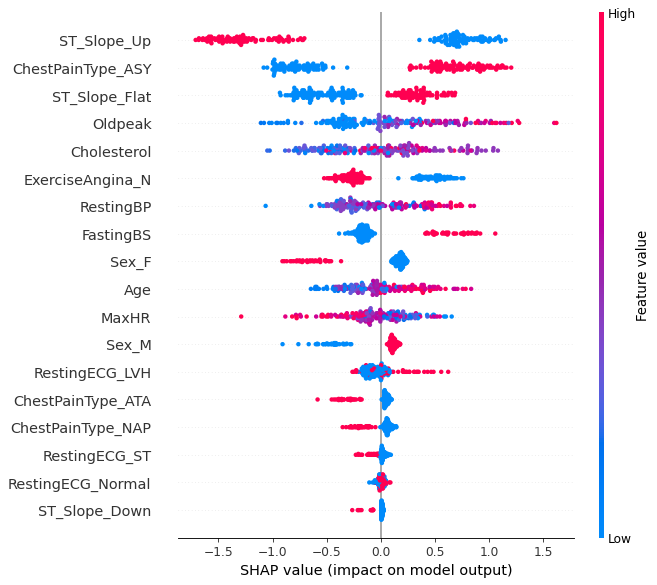 High
ST_Slope_Up
ChestPainType_ASY
ST_Slope_Flat
Oldpeak
Cholesterol
ExerciseAngina_N
RestingBP
FastingBS
Sex_F
Age
MaxHR
Sex_M
RestingECG_LVH
ChestPainType_ATA
ChestPainType_NAP
RestingECG_ST
RestingECG_Normal
ST_Slope_Down
Feature value
Low
−1.5 −1.0 −0.5 0.0 0.5 1.0 1.5
SHAP value (impact on model output)